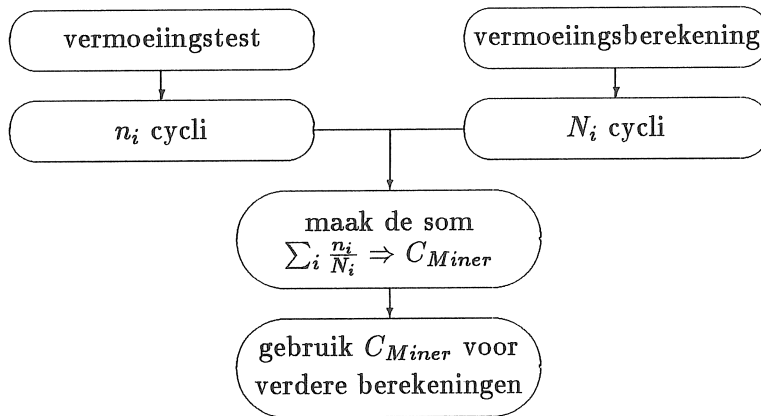 vermoeiingstest
vermoeiingsberekening
n_i cycli
N_i cycli
maak de som
∑_i n_i/N_i ⇒ C_Miner
gebruik C_Miner voor
verdere berekeningen